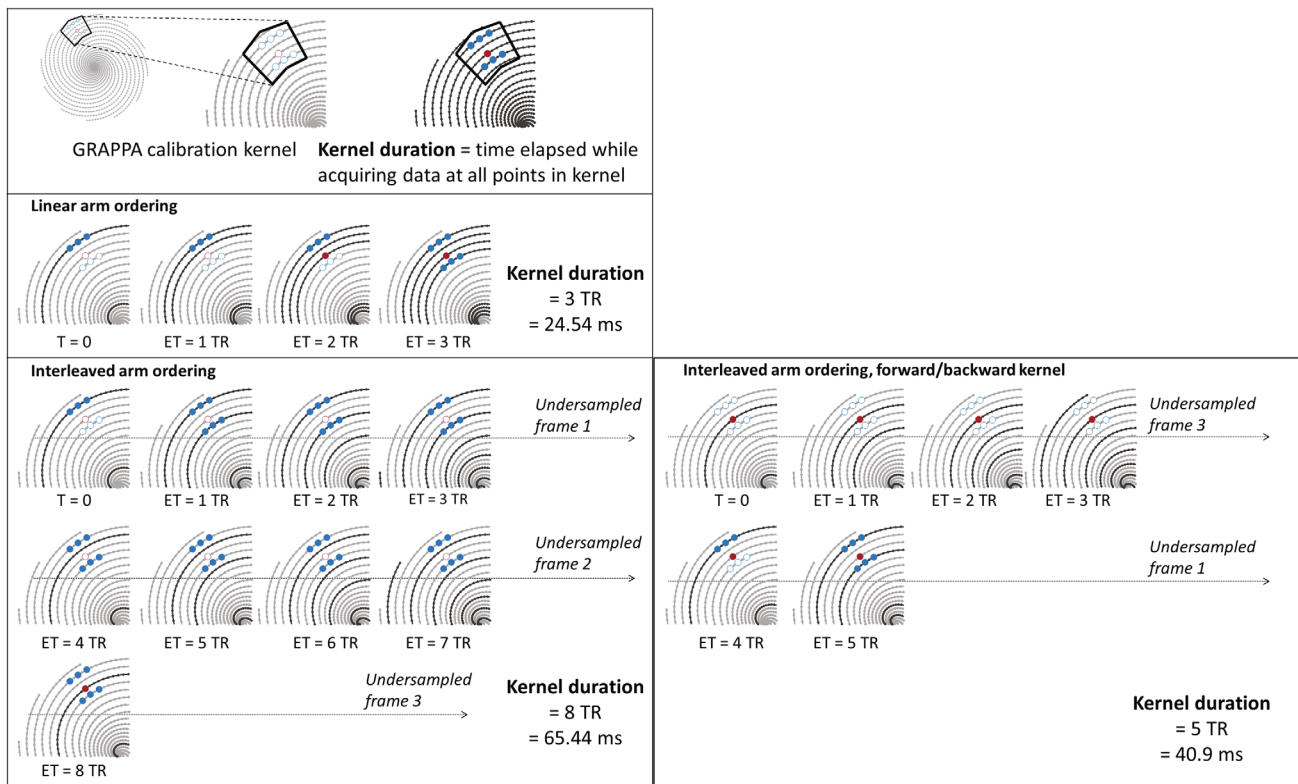 GRAPPA calibration kernel
Kernel duration = time elapsed while
acquiring data at all points in kernel
Linear arm ordering
T = 0
ET = 1 TR
ET = 2 TR
ET = 3 TR
Kernel duration
= 3 TR
= 24.54 ms
Interleaved arm ordering
Undersampled
frame 1
T = 0
ET = 1 TR
ET = 2 TR
ET = 3 TR
Undersampled
frame 2
ET = 4 TR
ET = 5 TR
ET = 6 TR
ET = 7 TR
Undersampled
frame 3
ET = 8 TR
Kernel duration
= 8 TR
= 65.44 ms
Interleaved arm ordering, forward/backward kernel
Undersampled
frame 3
T = 0
ET = 1 TR
ET = 2 TR
ET = 3 TR
Undersampled
frame 1
ET = 4 TR
ET = 5 TR
Kernel duration
= 5 TR
= 40.9 ms